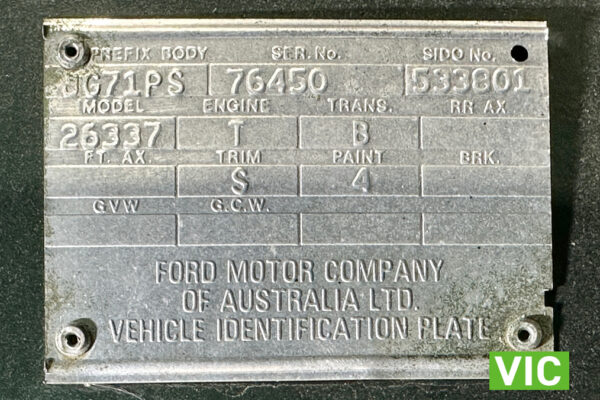 PREFIX BODY SER. No. SIDO No.
JG71PS 76450 533801
MODEL ENGINE TRANS. RR AX
26337 T B
FT. AX. TRIM PAINT BRK.
S 4
G V W G.C.W.
FORD MOTOR COMPANY
OF AUSTRALIA LTD.
VEHICLE IDENTIFICATION PLATE
VIC